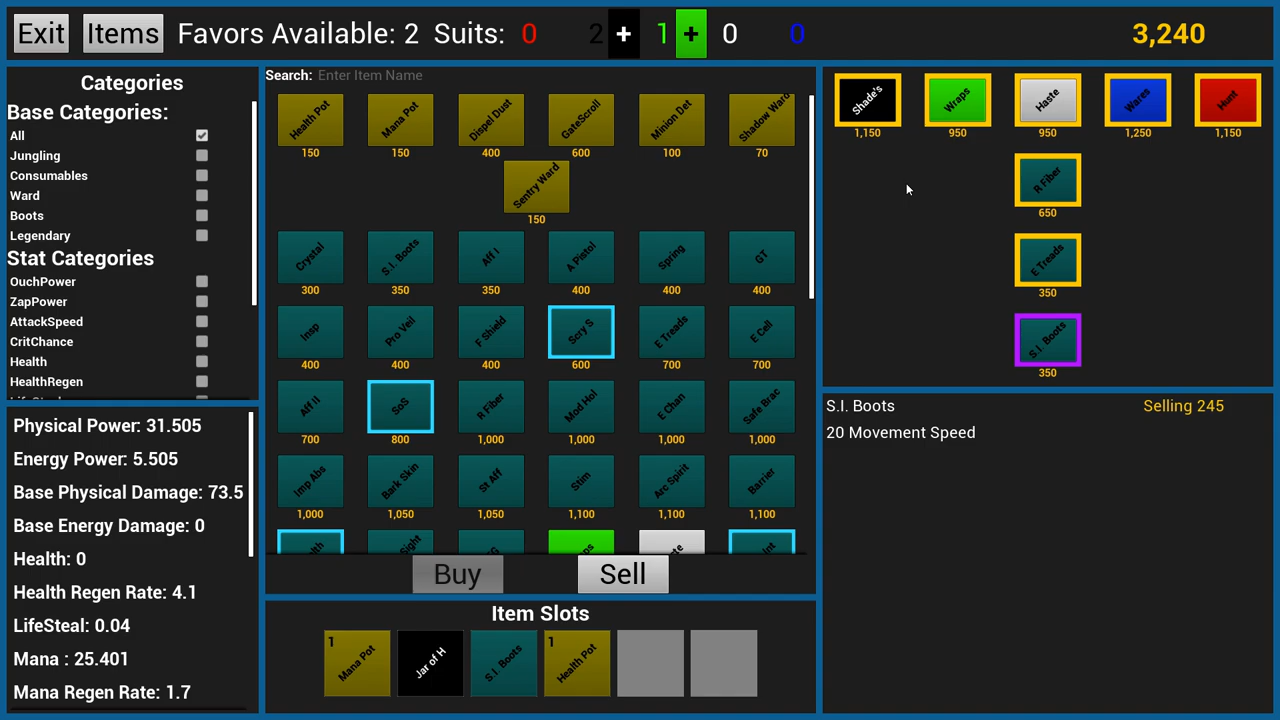 Exit Items Favors Available: 2 Suits: 0 2 + 1 + 0 0 3,240
Categories
Base Categories:
All
Jungling
Consumables
Ward
Boots
Legendary
Stat Categories
OuchPower
ZapPower
AttackSpeed
CritChance
Health
HealthRegen
Physical Power: 31.505
Energy Power: 5.505
Base Physical Damage: 73.5
Base Energy Damage: 0
Health: 0
Health Regen Rate: 4.1
LifeSteal: 0.04
Mana : 25.401
Mana Regen Rate: 1.7
Search: Enter Item Name
Health Pot Mana Pot Dispel Dust GateScroll Minion Det Shadow Ward
150 150 400 600 100 70
Sentry Ward
150
Crystal S.I. Boots Aff I A Pistol Spring GT
300 350 350 400 400 400
Insp Pro Veil F Shield Scry S E Treads E Cell
400 400 400 600 700 700
Aff II SoS R Fiber Mod Hol E Chan Safe Brac
700 800 1,000 1,000 1,000 1,000
Imp Abs Bark Skin St Aff Stim Arc Spirit Barrier
1,000 1,050 1,050 1,100 1,100 1,100
Buy Sell
Item Slots
1 1
Mana Pot Jar of H S.I. Boots Health Pot
Shade's Wraps Haste Wares Hunt
1,150 950 950 1,250 1,150
R Fiber
650
E Treads
350
S.I. Boots
350
S.I. Boots Selling 245
20 Movement Speed